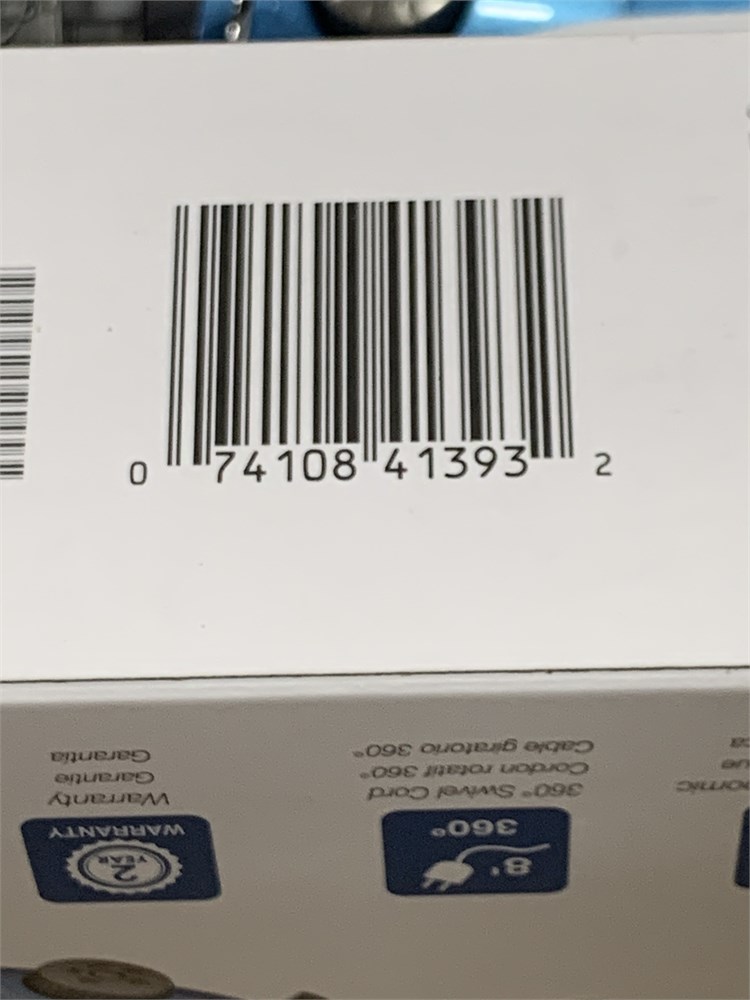 0 74108 41393 2
Warranty
Garantie
Garantía
WARRANTY
2
YEAR
360° Swivel Cord
Cordon rotatif 360°
Cable giratorio 360°
8'
360°